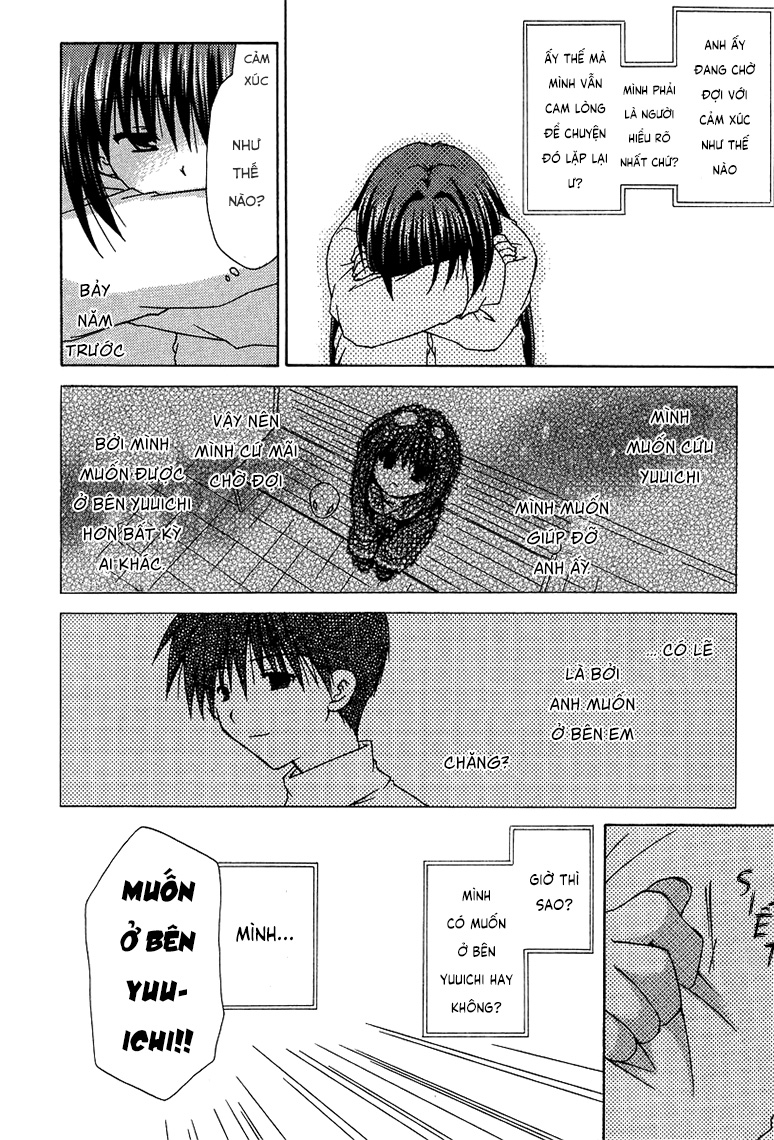 ANH ẤY
ĐANG CHỜ
ĐỢI VỚI
CẢM XÚC
NHƯ THẾ
NÀO
MÌNH PHẢI
LÀ NGƯỜI
HIỂU RÕ
NHẤT CHỨ?
ẤY THẾ MÀ
MÌNH VẪN
CAM LÒNG
ĐỂ CHUYỆN
ĐÓ LẶP LẠI
Ư?
CẢM
XÚC
NHƯ
THẾ
NÀO?
BẢY
NĂM
TRƯỚC
MÌNH
MUỐN CỨU
YUUICHI
MÌNH MUỐN
GIÚP ĐỠ
ANH ẤY
VẬY NÊN
MÌNH CỨ MÃI
CHỜ ĐỢI
BỞI MÌNH
MUỐN ĐƯỢC
Ở BÊN YUUICHI
HƠN BẤT KỲ
AI KHÁC.
... CÓ LẼ
LÀ BỞI
ANH MUỐN
Ở BÊN EM
CHĂNG?
SIẾT
GIỜ THÌ
SAO?
MÌNH
CÓ MUỐN
Ở BÊN
YUUICHI HAY
KHÔNG?
MÌNH...
MUỐN
Ở BÊN
YUU-
ICHI!!